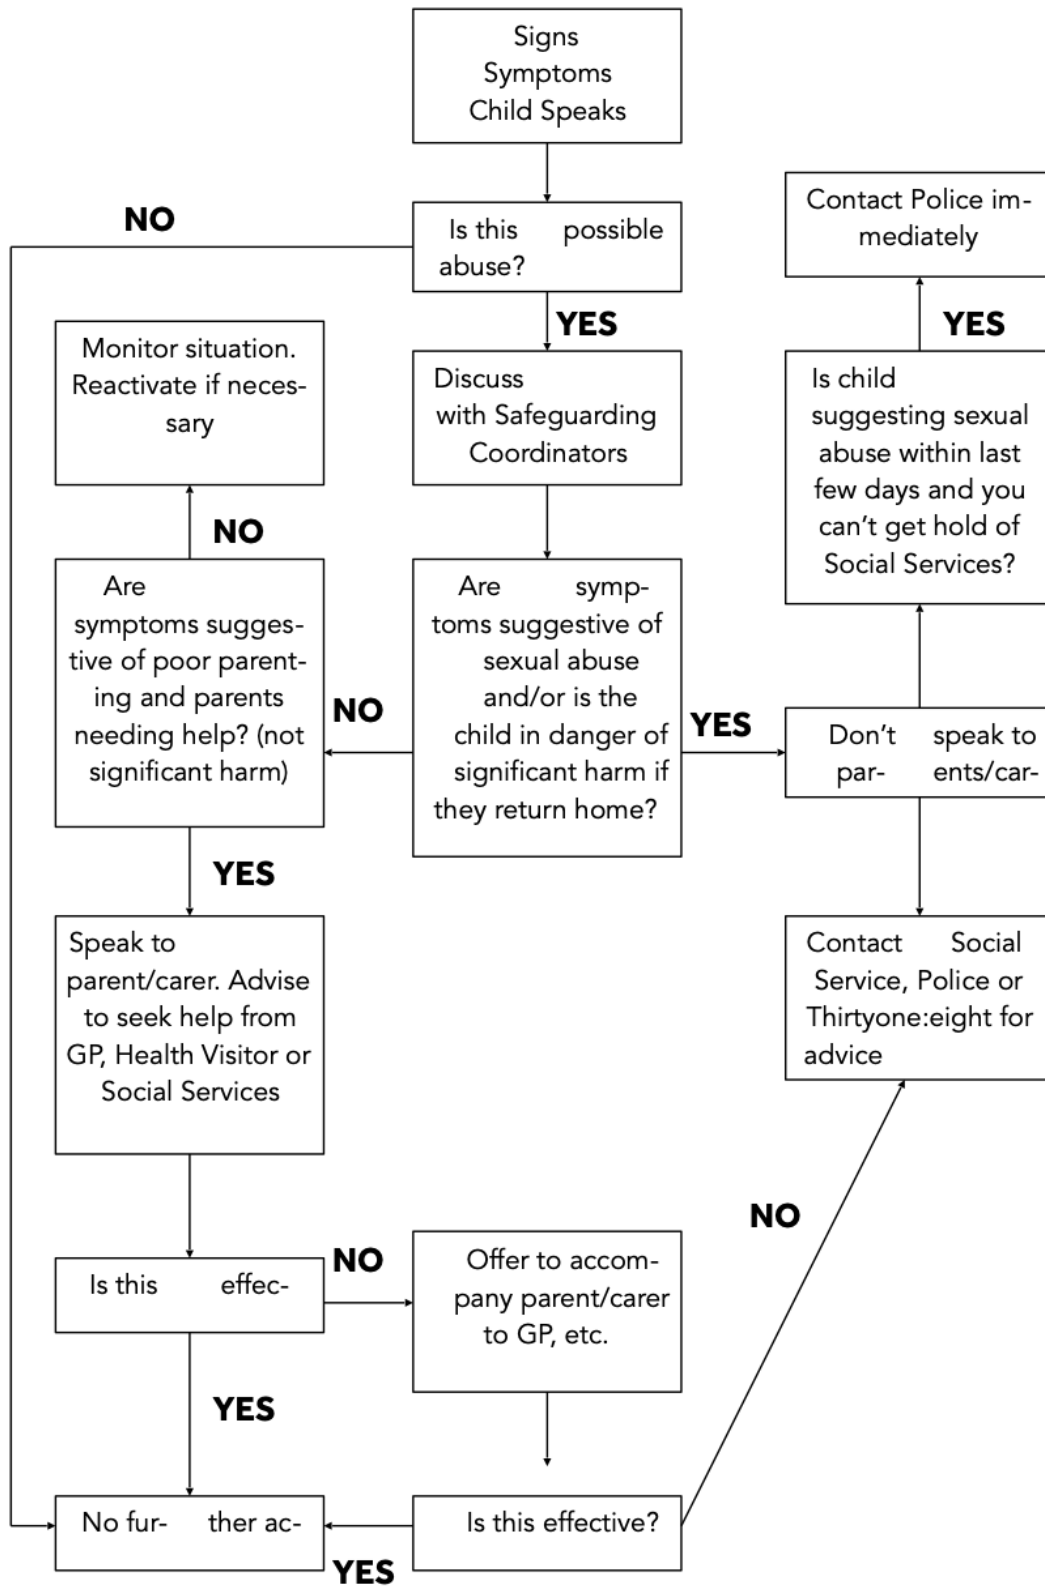 Signs
Symptoms
Child Speaks
NO
Is this possible
abuse?
YES
Contact Police im-
mediately
YES
Monitor situation.
Reactivate if neces-
sary
Discuss
with Safeguarding
Coordinators
Is child
suggesting sexual
abuse within last
few days and you
can't get hold of
Social Services?
NO
Are
symptoms sugges-
tive of poor parent-
ing and parents
needing help? (not
significant harm)
NO
Are symp-
toms suggestive of
sexual abuse
and/or is the
child in danger of
significant harm if
they return home?
YES
Don't speak to
par- ents/car-
YES
Speak to
parent/carer. Advise
to seek help from
GP, Health Visitor or
Social Services
Contact Social
Service, Police or
Thirtyone:eight for
advice
NO
Is this effec-
NO
Offer to accom-
pany parent/carer
to GP, etc.
YES
No fur- ther ac-
YES
Is this effective?